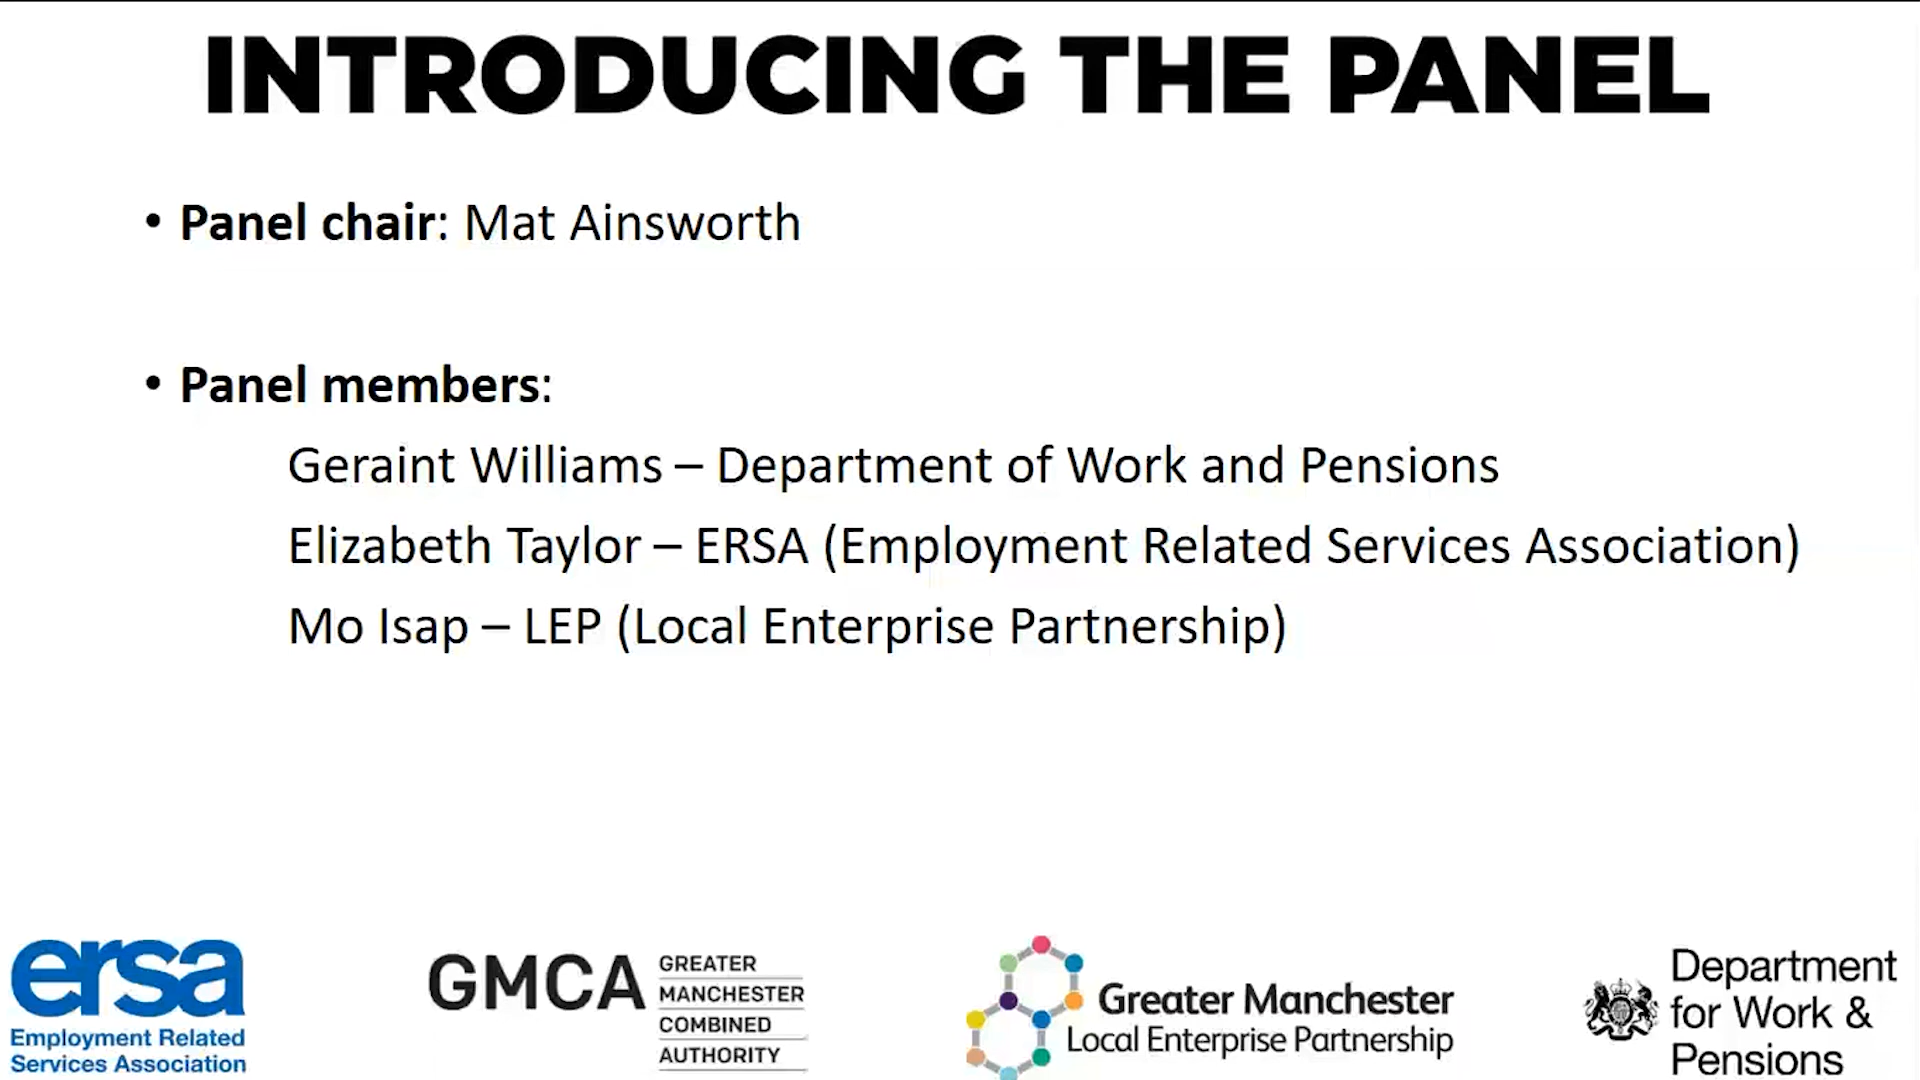 INTRODUCING THE PANEL
• Panel chair: Mat Ainsworth
• Panel members:
Geraint Williams – Department of Work and Pensions
Elizabeth Taylor – ERSA (Employment Related Services Association)
Mo Isap – LEP (Local Enterprise Partnership)
ersa
Employment Related
Services Association
GMCA
GREATER
MANCHESTER
COMBINED
AUTHORITY
Greater Manchester
Local Enterprise Partnership
Department
for Work &
Pensions